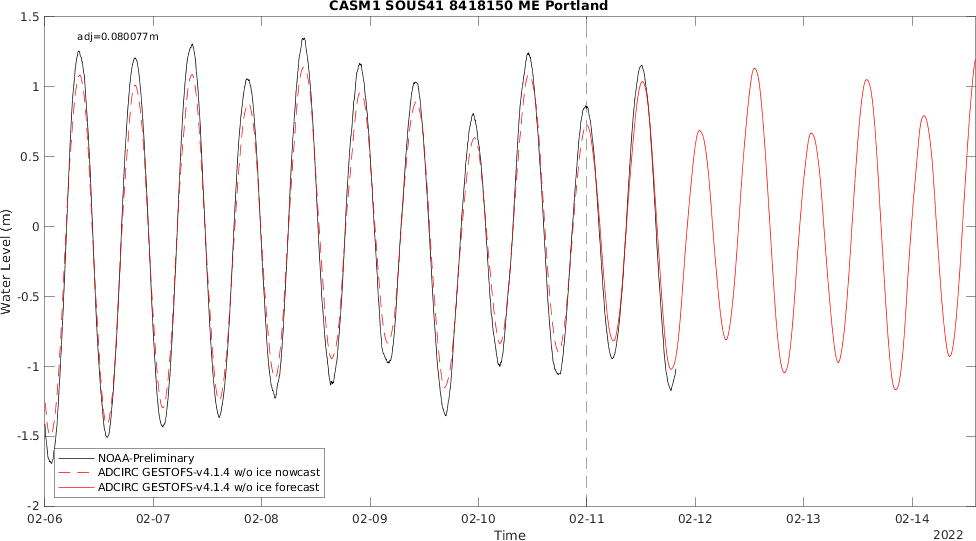 CASM1 SOUS41 8418150 ME Portland
adj=0.080077m
1.5
1
0.5
0
-0.5
-1
-1.5
-2
Water Level (m)
NOAA-Preliminary
ADCIRC GESTOFS-v4.1.4 w/o ice nowcast
ADCIRC GESTOFS-v4.1.4 w/o ice forecast
02-06 02-07 02-08 02-09 02-10 02-11 02-12 02-13 02-14
Time
2022